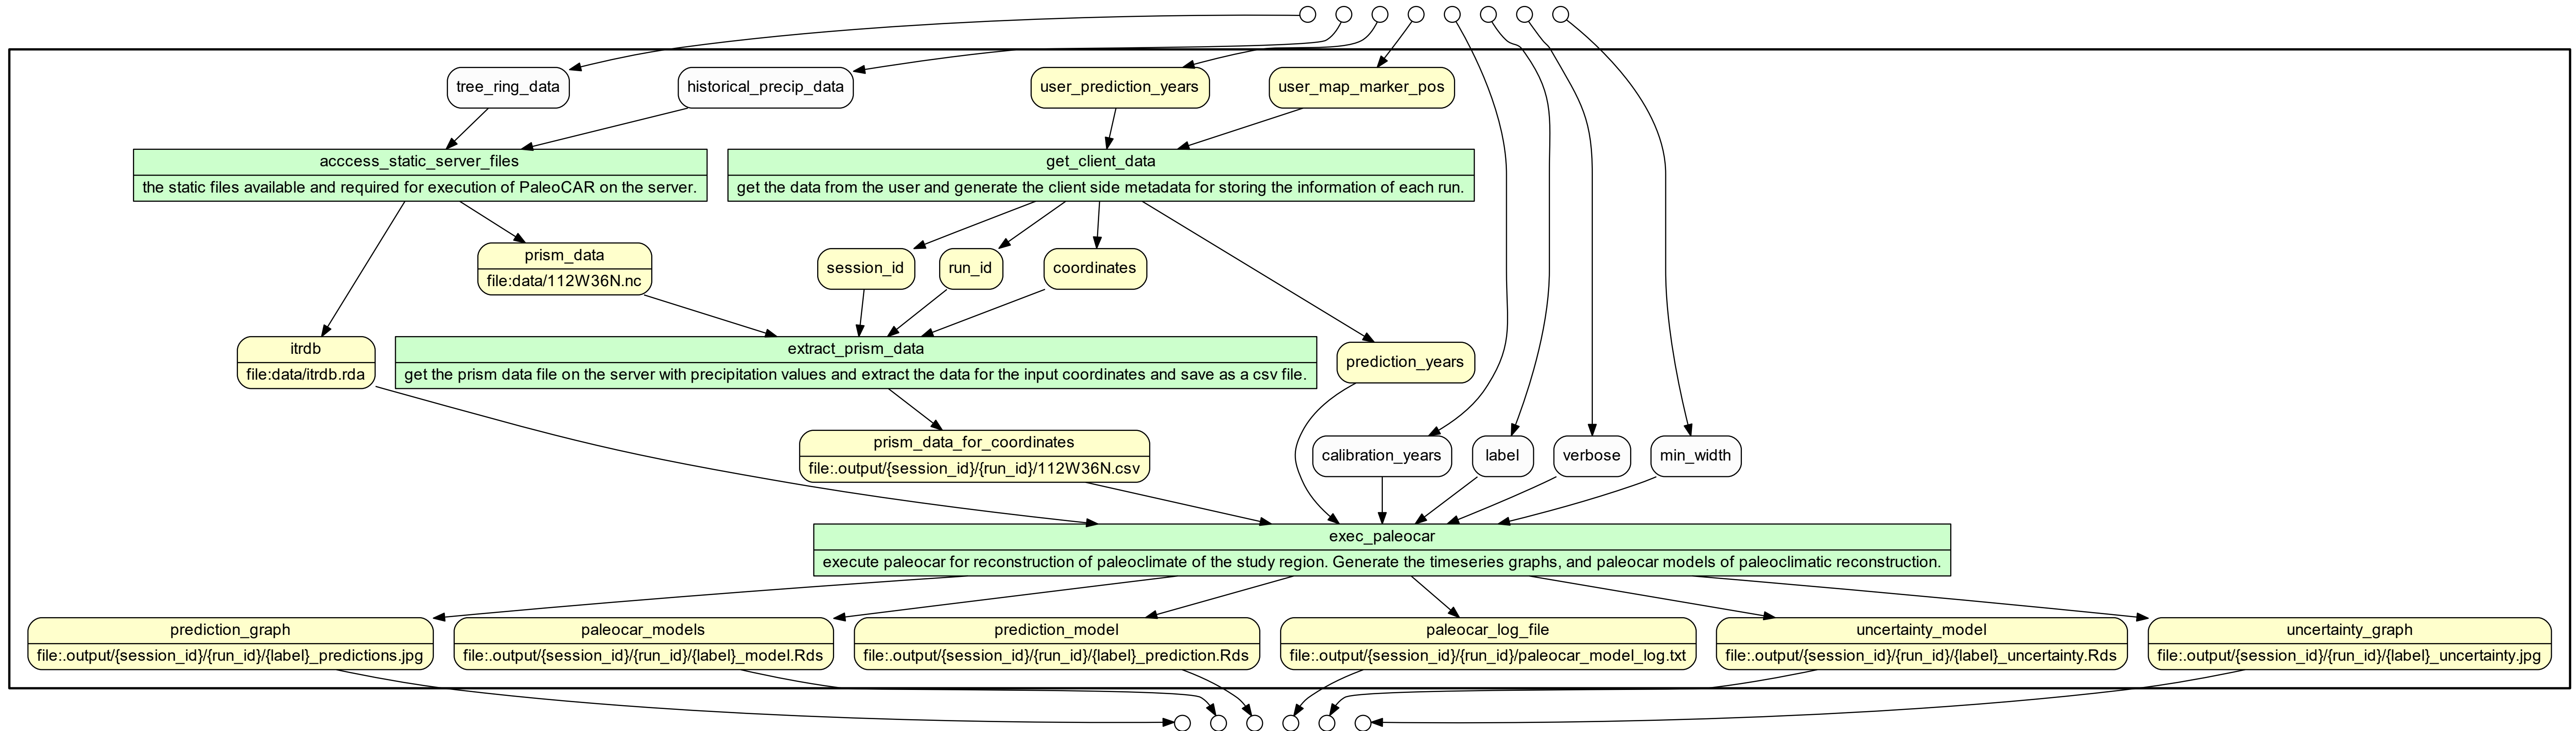 tree_ring_data
historical_precip_data
user_prediction_years
user_map_marker_pos
acccess_static_server_files
the static files available and required for execution of PaleoCAR on the server.
get_client_data
get the data from the user and generate the client side metadata for storing the information of each run.
prism_data
file:data/112W36N.nc
session_id
run_id
coordinates
itrdb
file:data/itrdb.rda
extract_prism_data
get the prism data file on the server with precipitation values and extract the data for the input coordinates and save as a csv file.
prediction_years
prism_data_for_coordinates
file:.output/{session_id}/{run_id}/112W36N.csv
calibration_years
label
verbose
min_width
exec_paleocar
execute paleocar for reconstruction of paleoclimate of the study region. Generate the timeseries graphs, and paleocar models of paleoclimatic reconstruction.
prediction_graph
file:.output/{session_id}/{run_id}/{label}_predictions.jpg
paleocar_models
file:.output/{session_id}/{run_id}/{label}_model.Rds
prediction_model
file:.output/{session_id}/{run_id}/{label}_prediction.Rds
paleocar_log_file
file:.output/{session_id}/{run_id}/paleocar_model_log.txt
uncertainty_model
file:.output/{session_id}/{run_id}/{label}_uncertainty.Rds
uncertainty_graph
file:.output/{session_id}/{run_id}/{label}_uncertainty.jpg